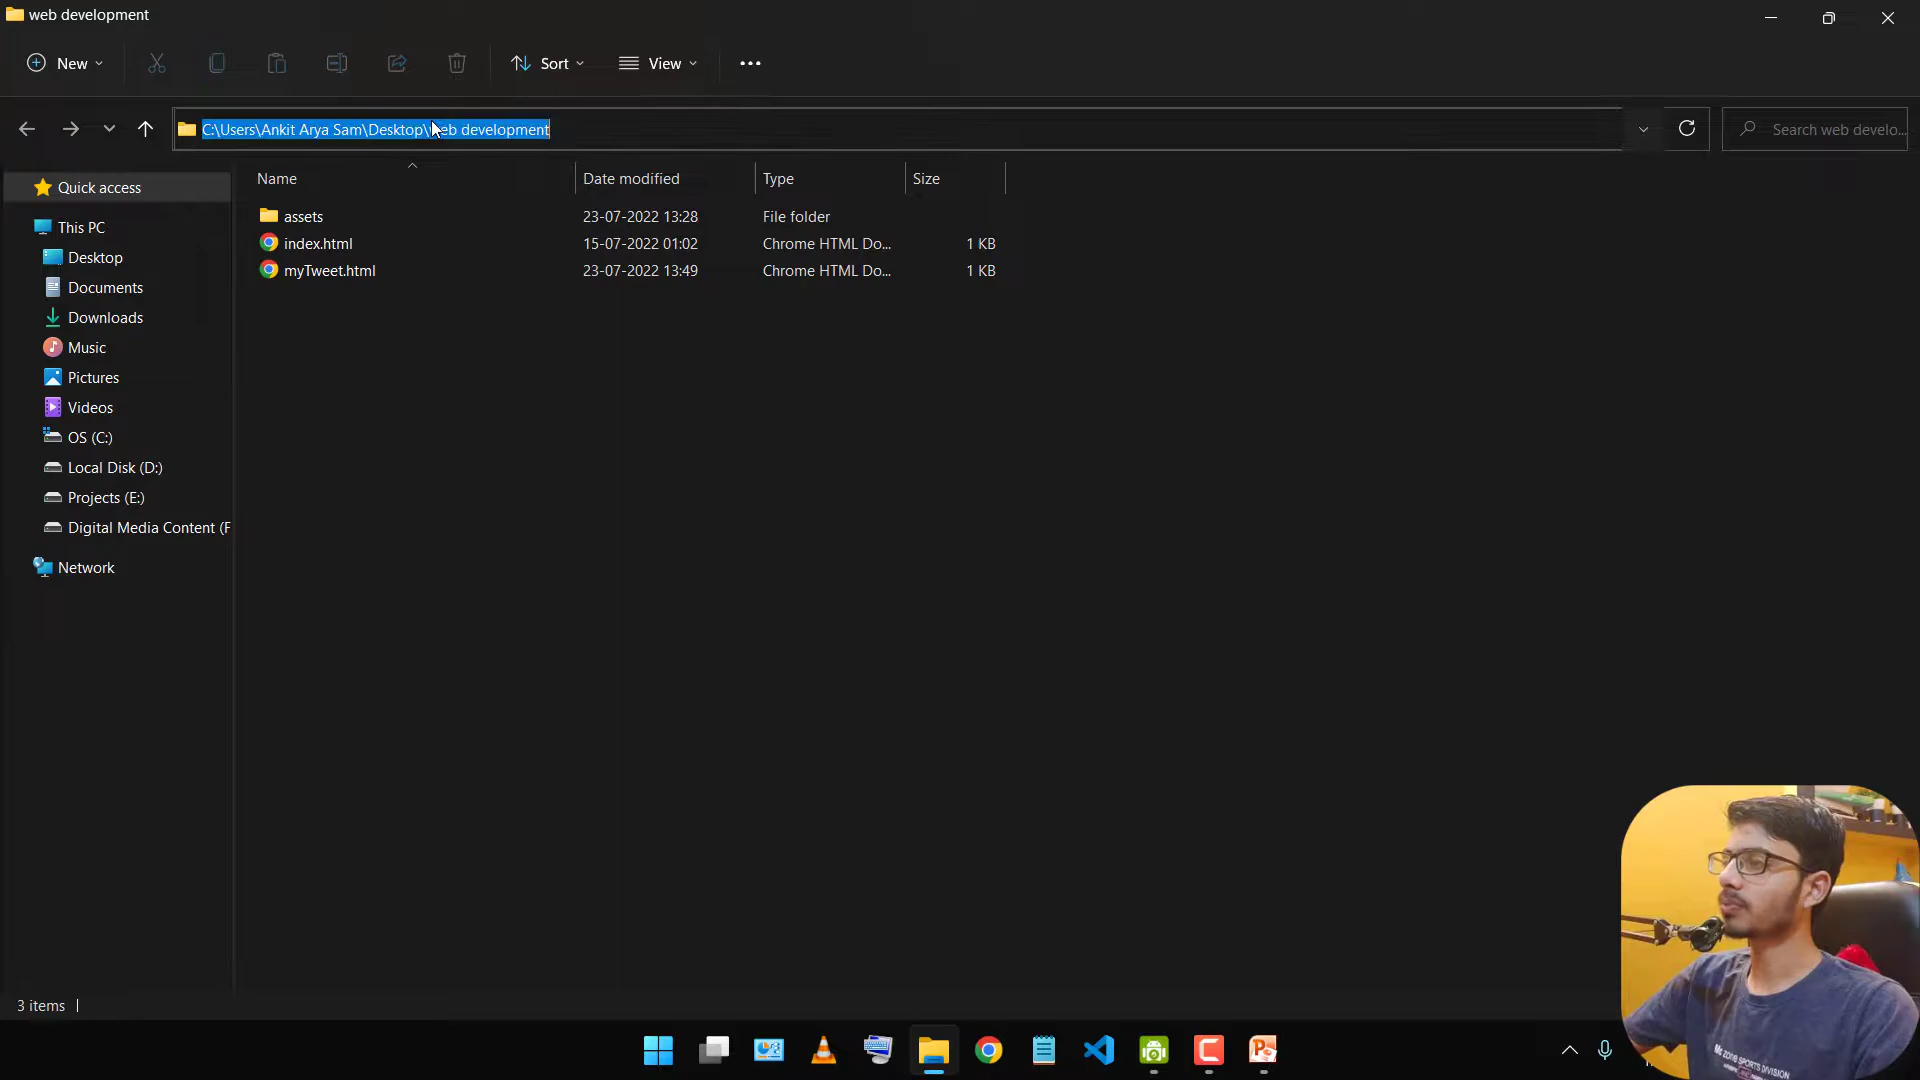 web development
New
Sort
View
C:\Users\Ankit Arya Sam\Desktop\web development
Search web develo...
Quick access
This PC
Desktop
Documents
Downloads
Music
Pictures
Videos
OS (C:)
Local Disk (D:)
Projects (E:)
Digital Media Content (F
Network
Name Date modified Type Size
assets 23-07-2022 13:28 File folder
index.html 15-07-2022 01:02 Chrome HTML Do... 1 KB
myTweet.html 23-07-2022 13:49 Chrome HTML Do... 1 KB
3 items
SPORTS DIVISION